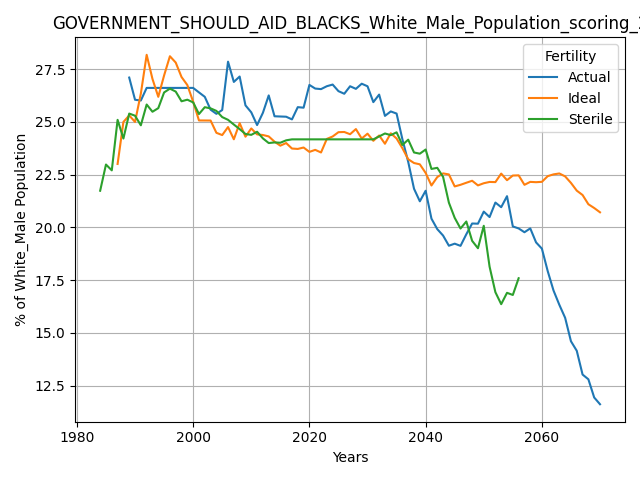 GOVERNMENT_SHOULD_AID_BLACKS_White_Male_Population_scoring_
Fertility
Actual
Ideal
Sterile
% of White_Male Population
27.5
25.0
22.5
20.0
17.5
15.0
12.5
1980
2000
2020
2040
2060
Years